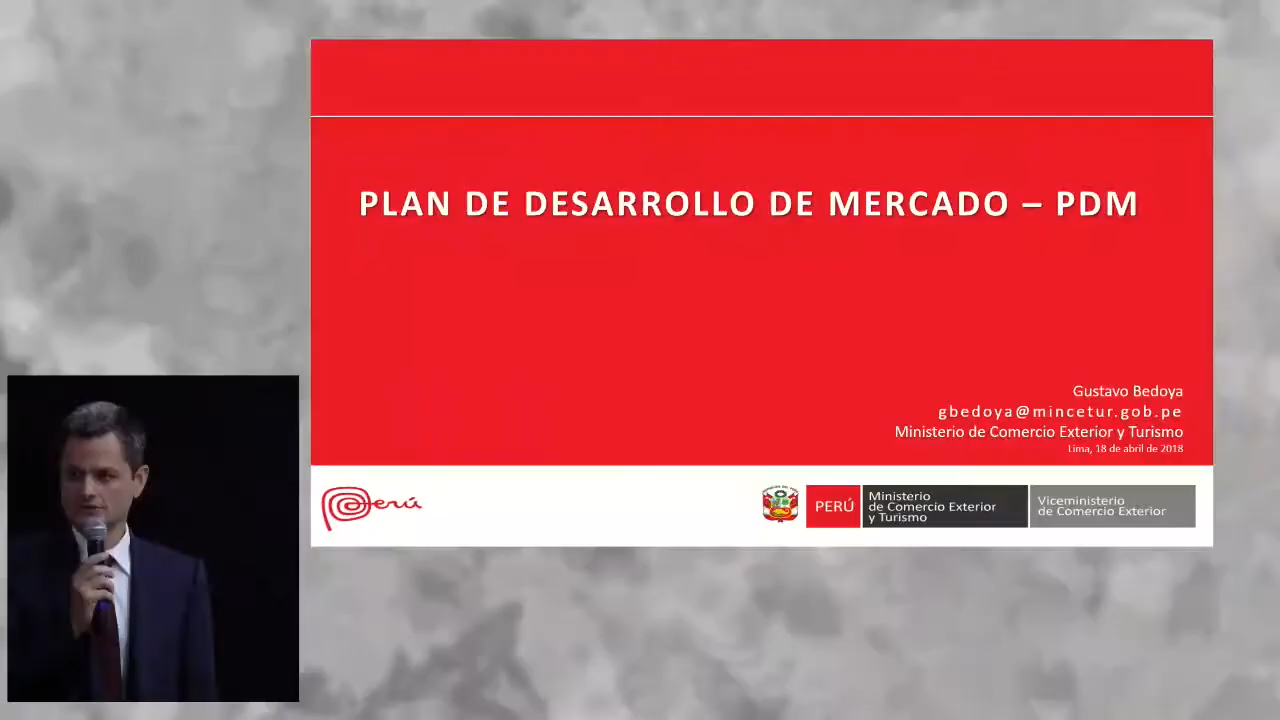 PLAN DE DESARROLLO DE MERCADO – PDM
Gustavo Bedoya
gbedoya@mincetur.gob.pe
Ministerio de Comercio Exterior y Turismo
Lima, 18 de abril de 2018
Perú
PERÚ
Ministerio
de Comercio Exterior
y Turismo
Viceministerio
de Comercio Exterior